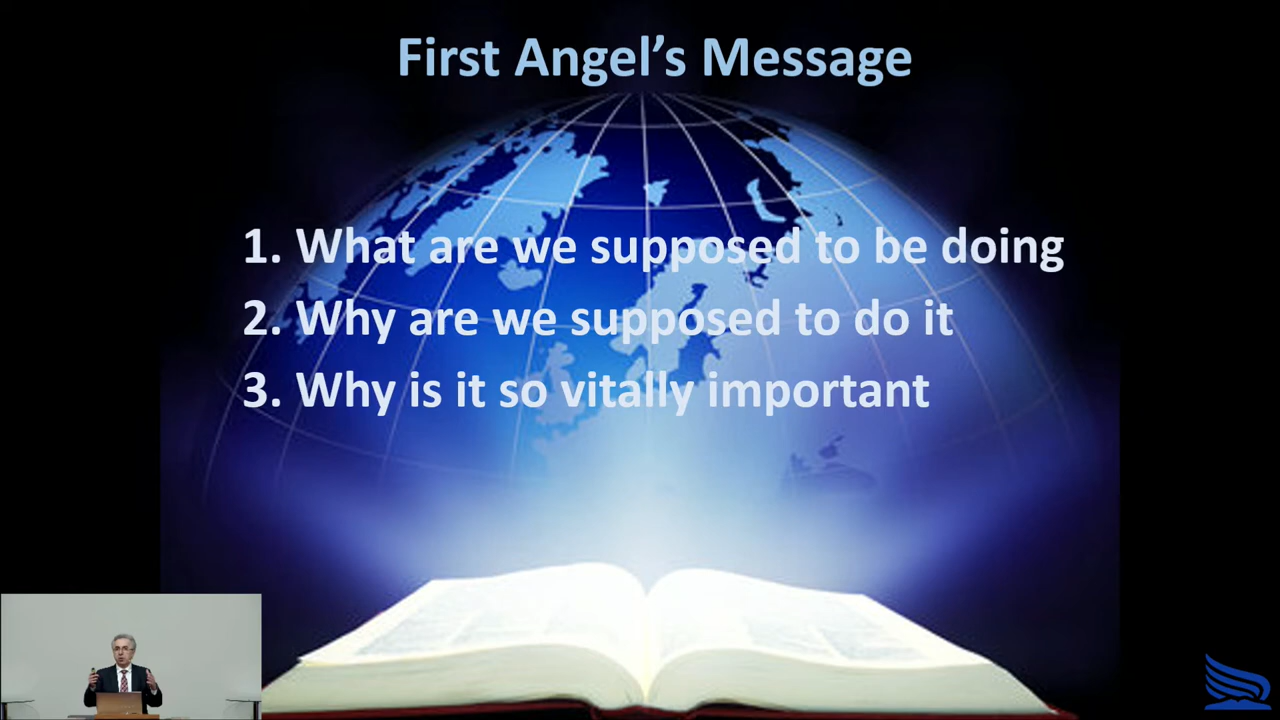 First Angel’s Message
1. What are we supposed to be doing
2. Why are we supposed to do it
3. Why is it so vitally important